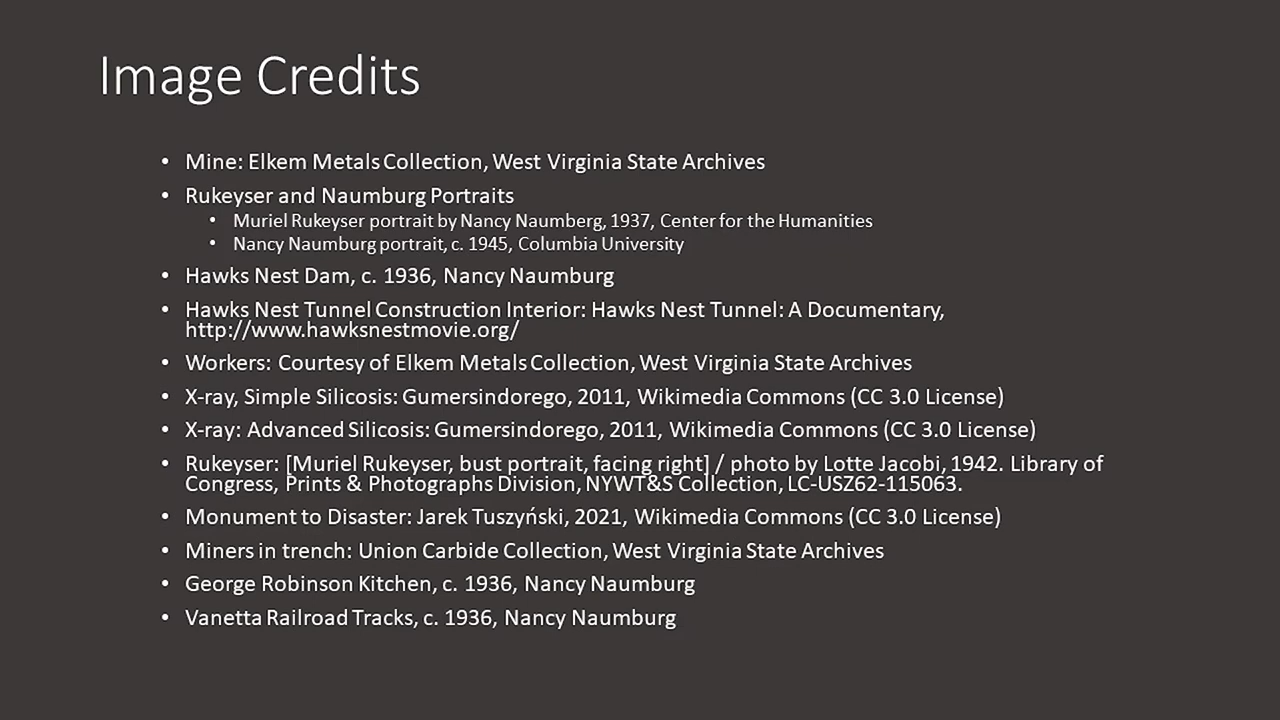 Image Credits
• Mine: Elkem Metals Collection, West Virginia State Archives
• Rukeyser and Naumburg Portraits
• Muriel Rukeyser portrait by Nancy Naumberg, 1937, Center for the Humanities
• Nancy Naumburg portrait, c. 1945, Columbia University
• Hawks Nest Dam, c. 1936, Nancy Naumburg
• Hawks Nest Tunnel Construction Interior: Hawks Nest Tunnel: A Documentary,
http://www.hawksnestmovie.org/
• Workers: Courtesy of Elkem Metals Collection, West Virginia State Archives
• X-ray, Simple Silicosis: Gumersindorego, 2011, Wikimedia Commons (CC 3.0 License)
• X-ray: Advanced Silicosis: Gumersindorego, 2011, Wikimedia Commons (CC 3.0 License)
• Rukeyser: [Muriel Rukeyser, bust portrait, facing right] / photo by Lotte Jacobi, 1942. Library of
Congress, Prints & Photographs Division, NYWT&S Collection, LC-USZ62-115063.
• Monument to Disaster: Jarek Tuszyński, 2021, Wikimedia Commons (CC 3.0 License)
• Miners in trench: Union Carbide Collection, West Virginia State Archives
• George Robinson Kitchen, c. 1936, Nancy Naumburg
• Vanetta Railroad Tracks, c. 1936, Nancy Naumburg